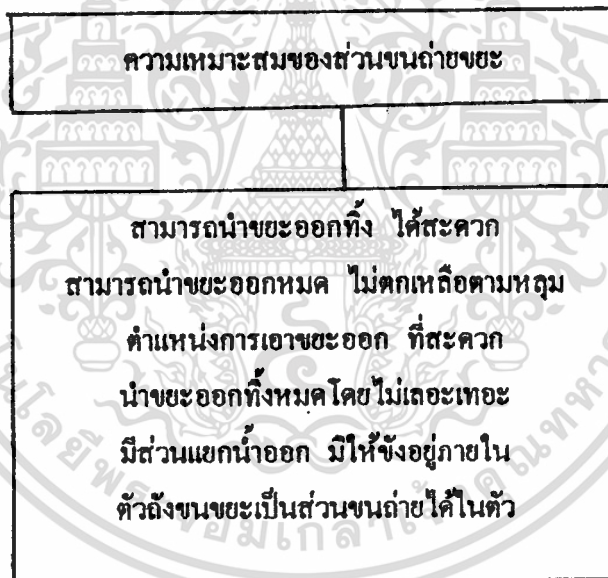 ความเหมาะสมของส่วนขนถ่ายขยะ
สามารถนำขยะออกทิ้ง ได้สะดวก
สามารถนำขยะออกหมด ไม่ตกเหลือตามหลุม
ตำแหน่งการเอาขยะออก ที่สะดวก
นำขยะออกทิ้งหมดโดยไม่เลอะเทอะ
มีส่วนแยกน้ำออก มิให้ขังอยู่ภายใน
ตัวถังขนขยะเป็นส่วนขนถ่ายได้ในตัว